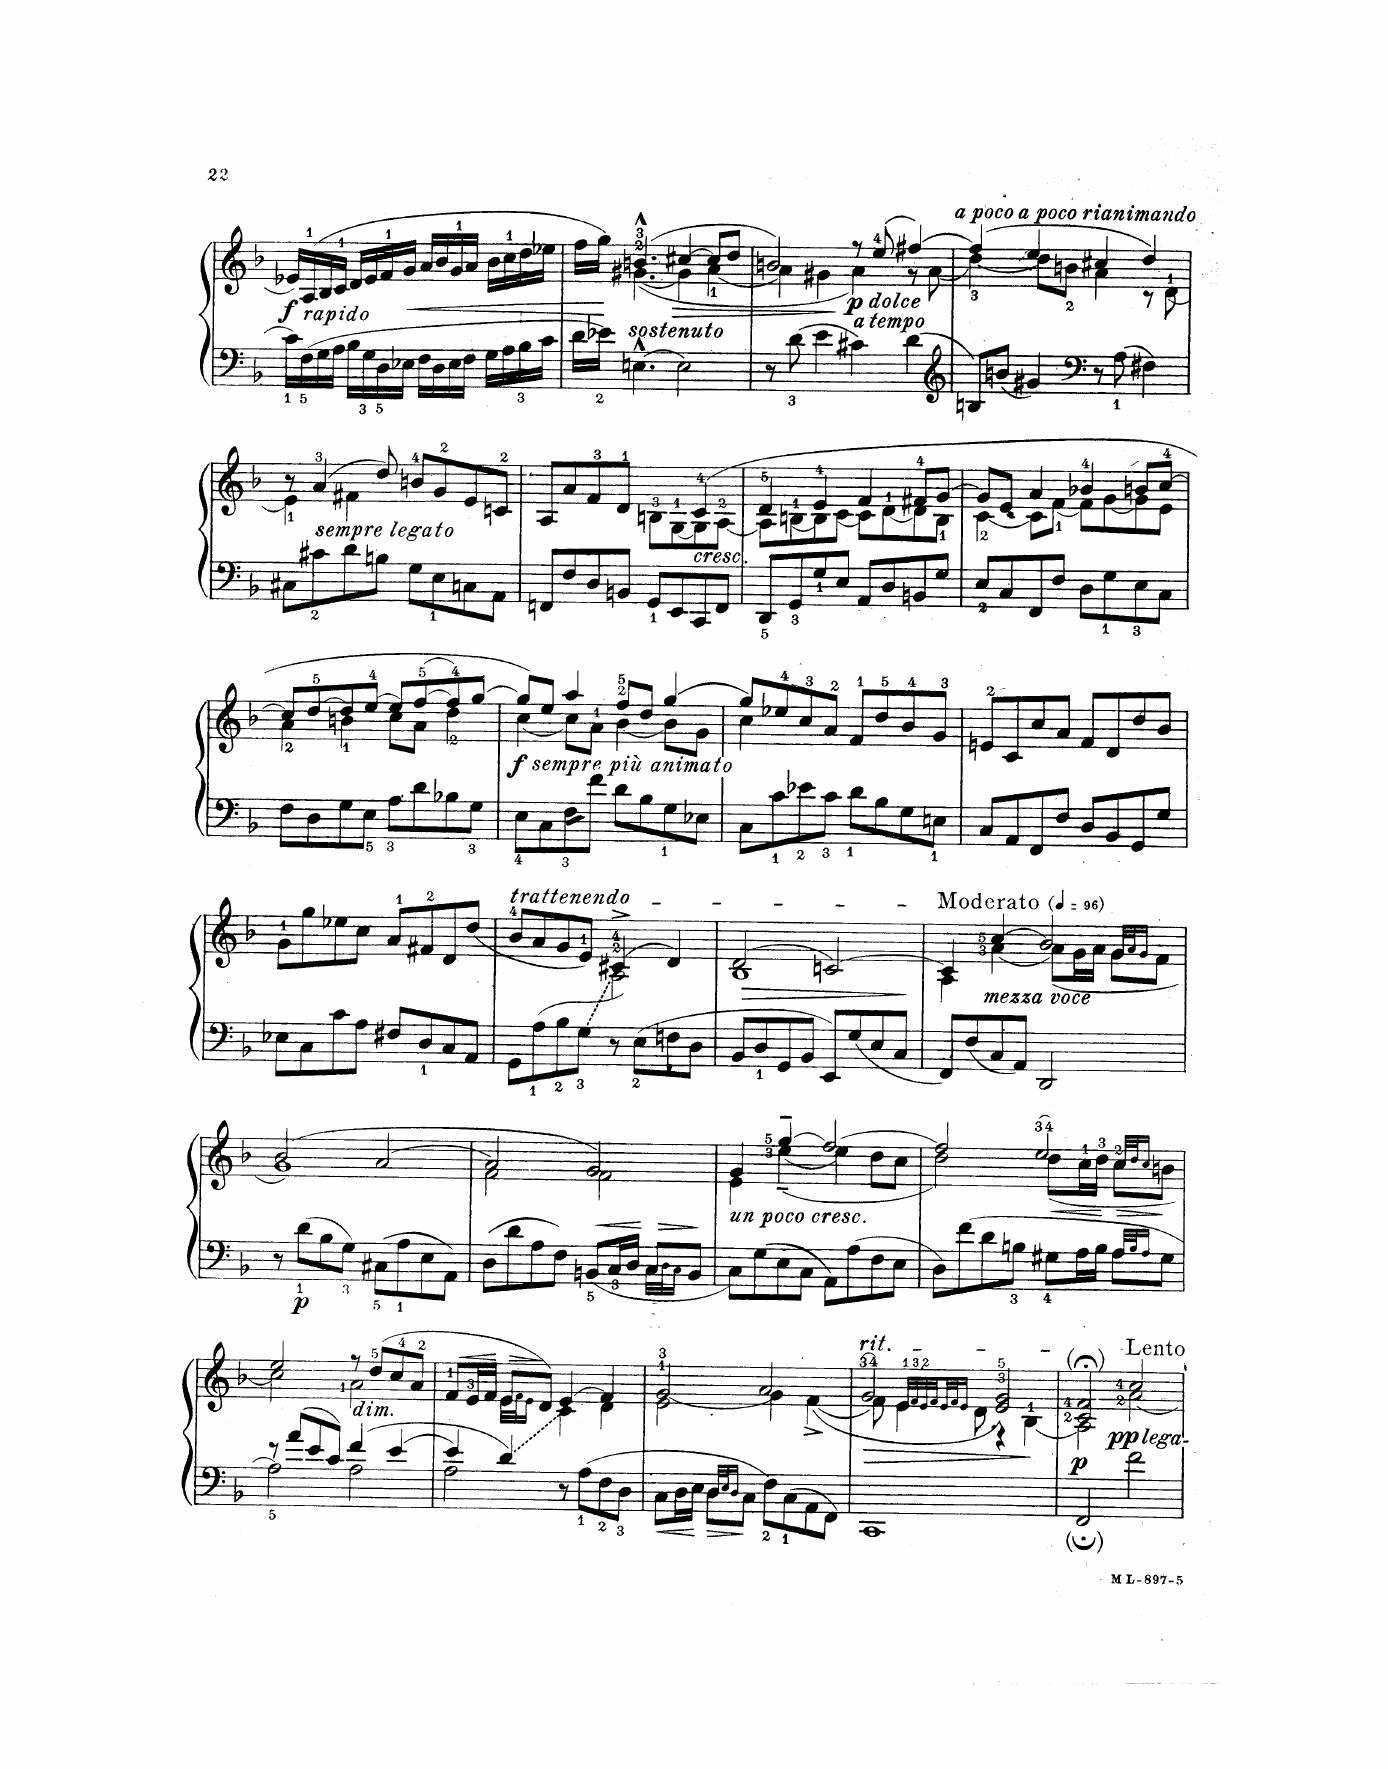 22
a poco a poco rianimando
f rapido
sostenuto
p dolce
a tempo
sempre legato
cresc.
f sempre più animato
trattenendo
Moderato (♩ = 96)
mezza voce
p
un poco cresc.
rit.
Lento
dim.
p
pp lega-
ML-897-5